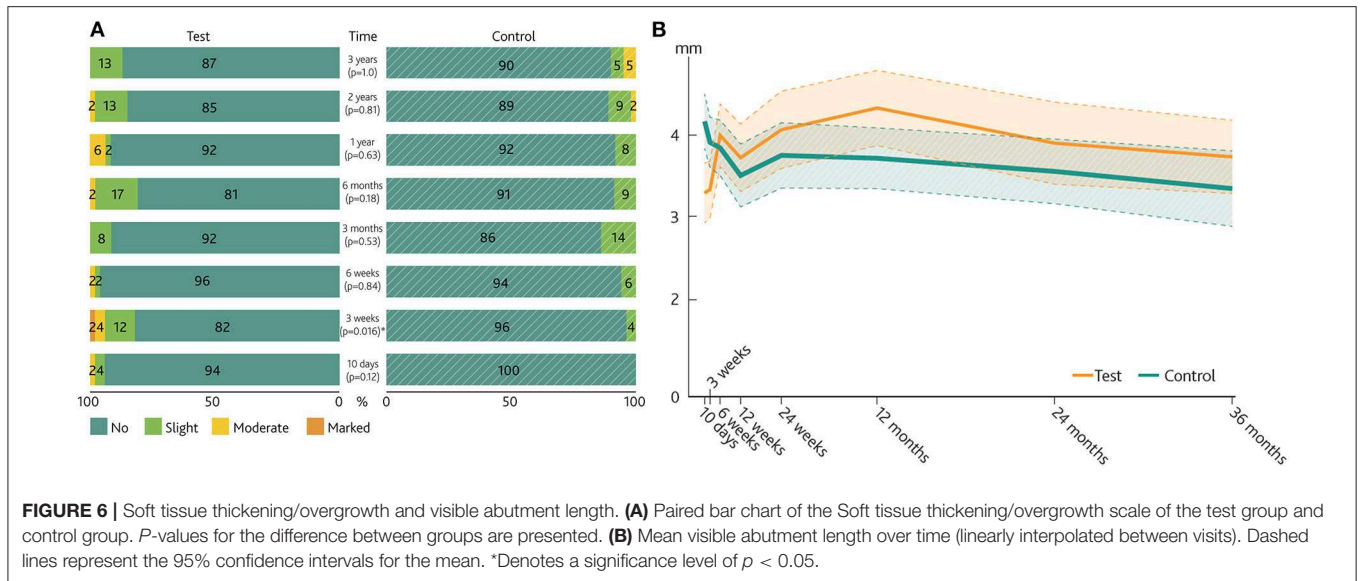 A
Test Time Control
13 87 3 years (p=1.0) 90 5 5
2 13 85 2 years (p=0.81) 89 9 2
6 2 92 1 year (p=0.63) 92 8
2 17 81 6 months (p=0.18) 91 9
8 92 3 months (p=0.53) 86 14
2 2 96 6 weeks (p=0.84) 94 6
2 4 12 82 3 weeks (p=0.016)* 96 4
2 4 94 10 days (p=0.12) 100
100 50 0 % 0 50 100
No Slight Moderate Marked
B
mm
4
3
2
0
Test Control
10 days
3 weeks
6 weeks
12 weeks
24 weeks
12 months
24 months
36 months
FIGURE 6 | Soft tissue thickening/overgrowth and visible abutment length. (A) Paired bar chart of the Soft tissue thickening/overgrowth scale of the test group and
control group. P-values for the difference between groups are presented. (B) Mean visible abutment length over time (linearly interpolated between visits). Dashed
lines represent the 95% confidence intervals for the mean. *Denotes a significance level of p < 0.05.